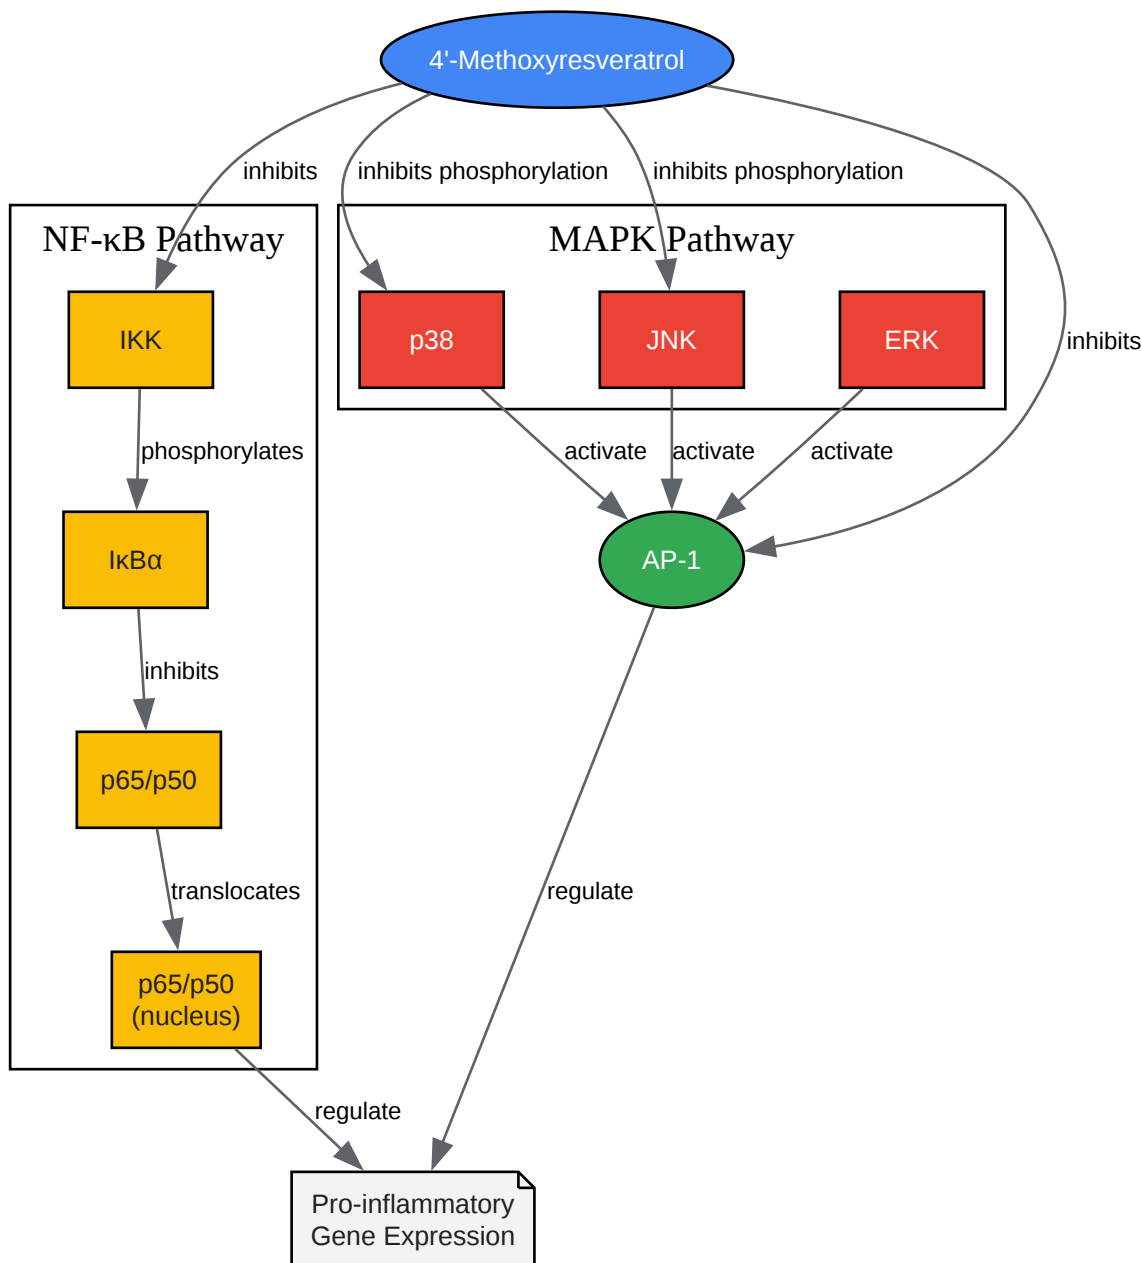 4'-Methoxyresveratrol
inhibits
inhibits phosphorylation
inhibits phosphorylation
NF-κB Pathway
MAPK Pathway
IKK
p38
JNK
ERK
inhibits
phosphorylates
activate
activate
activate
IκBα
AP-1
inhibits
p65/p50
translocates
regulate
p65/p50
(nucleus)
regulate
Pro-inflammatory
Gene Expression